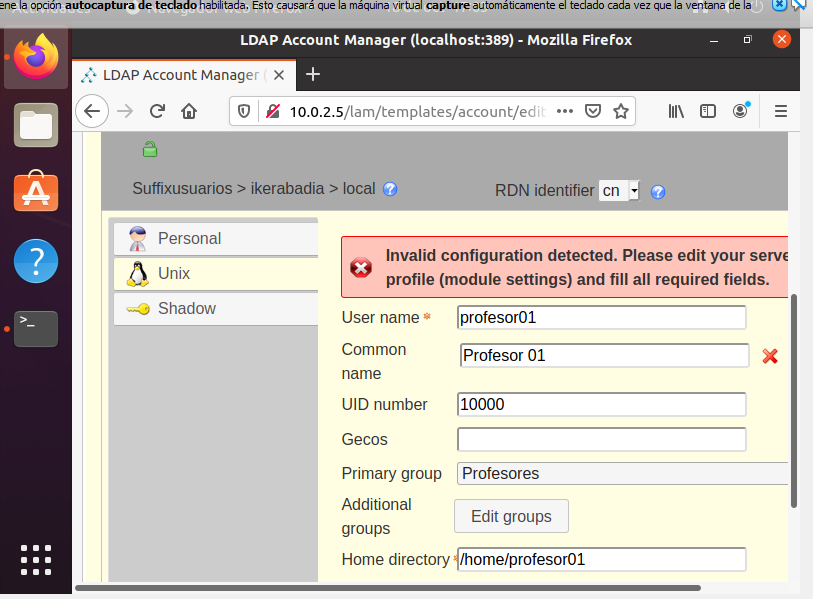 ene la opción autocaptura de teclado habilitada. Esto causará que la máquina virtual capture automáticamente el teclado cada vez que la ventana de la
LDAP Account Manager (localhost:389) - Mozilla Firefox
LDAP Account Manager (
10.0.2.5/lam/templates/account/edit
Suffixusuarios > ikerabadia > local
RDN identifier cn
Personal
Unix
Shadow
Invalid configuration detected. Please edit your serve
profile (module settings) and fill all required fields.
User name profesor01
Common name Profesor 01
UID number 10000
Gecos
Primary group Profesores
Additional groups Edit groups
Home directory /home/profesor01